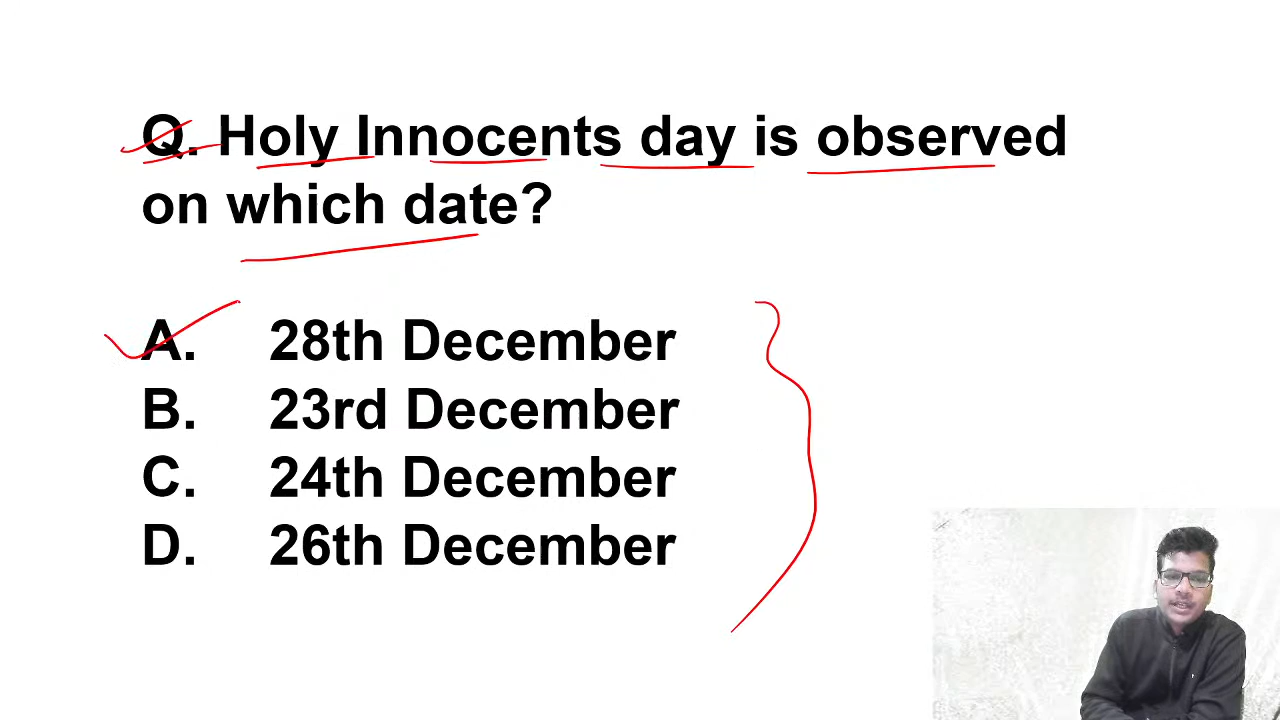 Q. Holy Innocents day is observed
on which date?
A. 28th December
B. 23rd December
C. 24th December
D. 26th December